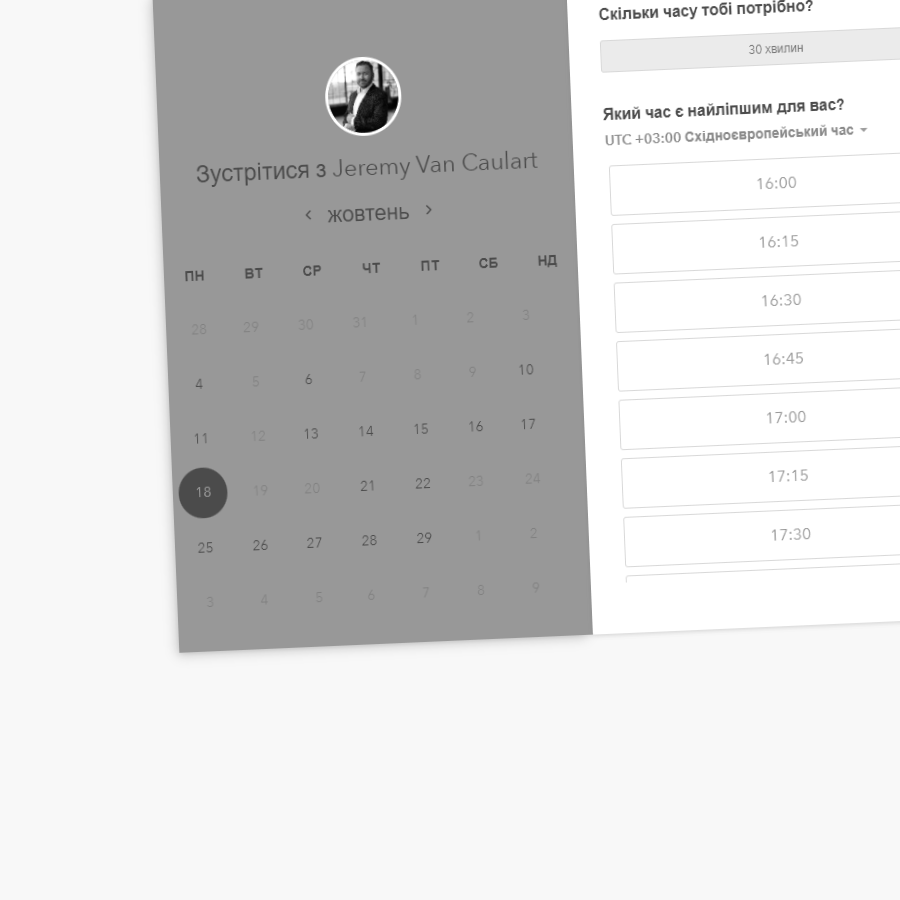 Зустрітися з Jeremy Van Caulart
‹ жовтень ›
ПН ВТ СР ЧТ ПТ СБ НД
28 29 30 31 1 2 3
4 5 6 7 8 9 10
11 12 13 14 15 16 17
18 19 20 21 22 23 24
25 26 27 28 29 1 2
3 4 5 6 7 8 9
Скільки часу тобі потрібно?
30 хвилин
Який час є найліпшим для вас?
UTC +03:00 Східноєвропейський час
16:00
16:15
16:30
16:45
17:00
17:15
17:30